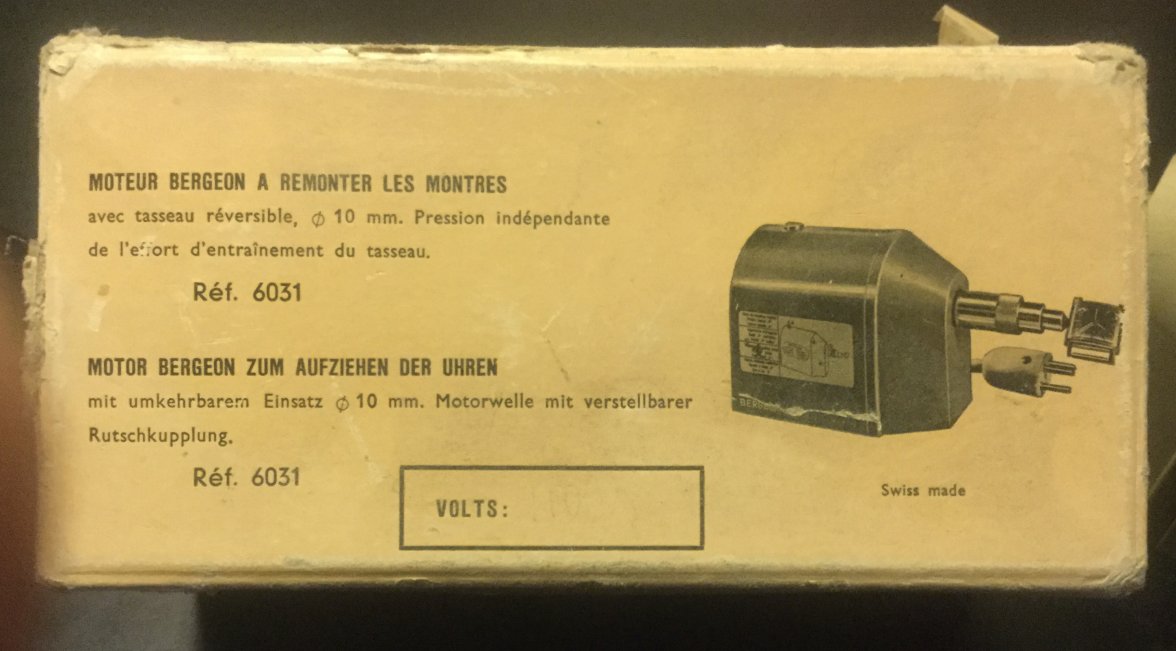 MOTEUR BERGEON A REMONTER LES MONTRES
avec tasseau réversible, ϕ 10 mm. Pression indépendante
de l'effort d'entraînement du tasseau.
Réf. 6031
MOTOR BERGEON ZUM AUFZIEHEN DER UHREN
mit umkehrbarem Einsatz ϕ 10 mm. Motorwelle mit verstellbarer
Rutschkupplung.
Réf. 6031
VOLTS:
Swiss made